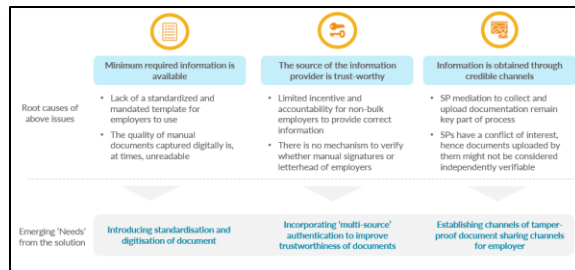 Minimum required information is
available
The source of the information
provider is trust-worthy
Information is obtained through
credible channels
Root causes of
above issues
• Lack of a standardized and
mandated template for
employers to use
• The quality of manual
documents captured digitally is,
at times, unreadable
• Limited incentive and
accountability for non-bulk
employers to provide correct
information
• There is no mechanism to verify
whether manual signatures or
letterhead of employers
• SP mediation to collect and
upload documentation remain
key part of process
• SPs have a conflict of interest,
hence documents uploaded by
them might not be considered
independently verifiable
Emerging 'Needs'
from the solution
Introducing standardisation and
digitisation of document
Incorporating 'multi-source'
authentication to improve
trustworthiness of documents
Establishing channels of tamper-
proof document sharing channels
for employer